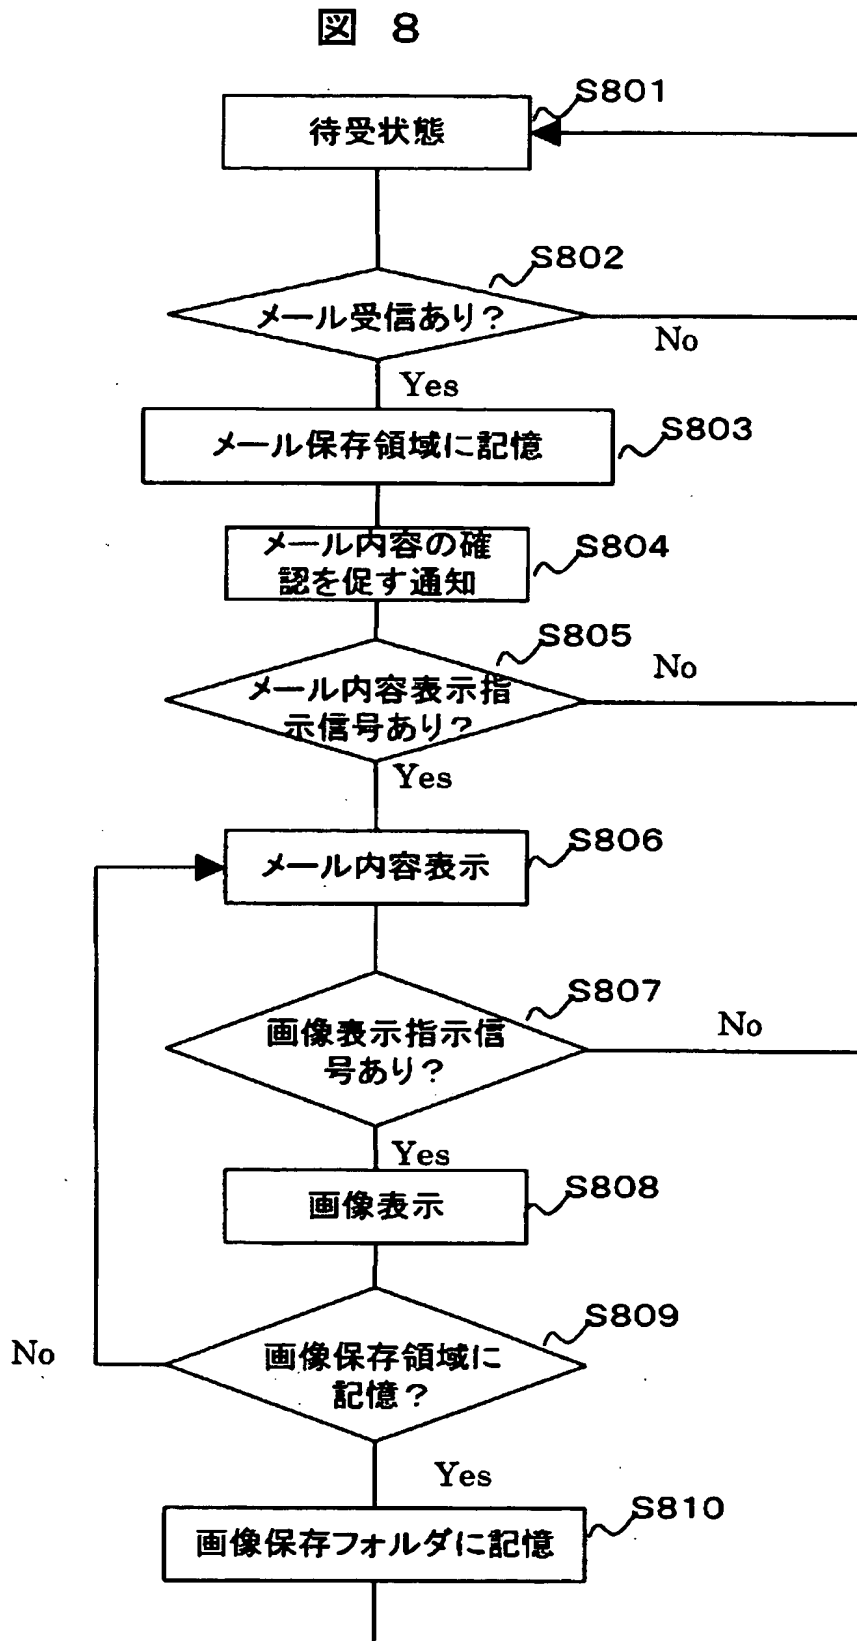 図 8
S801
待受状態
S802
メール受信あり?
No
Yes
メール保存領域に記憶
S803
メール内容の確
認を促す通知
S804
S805
No
メール内容表示指
示信号あり?
Yes
S806
メール内容表示
S807
画像表示指示信
号あり?
No
Yes
S808
画像表示
S809
画像保存領域に
記憶?
No
Yes
S810
画像保存フォルダに記憶